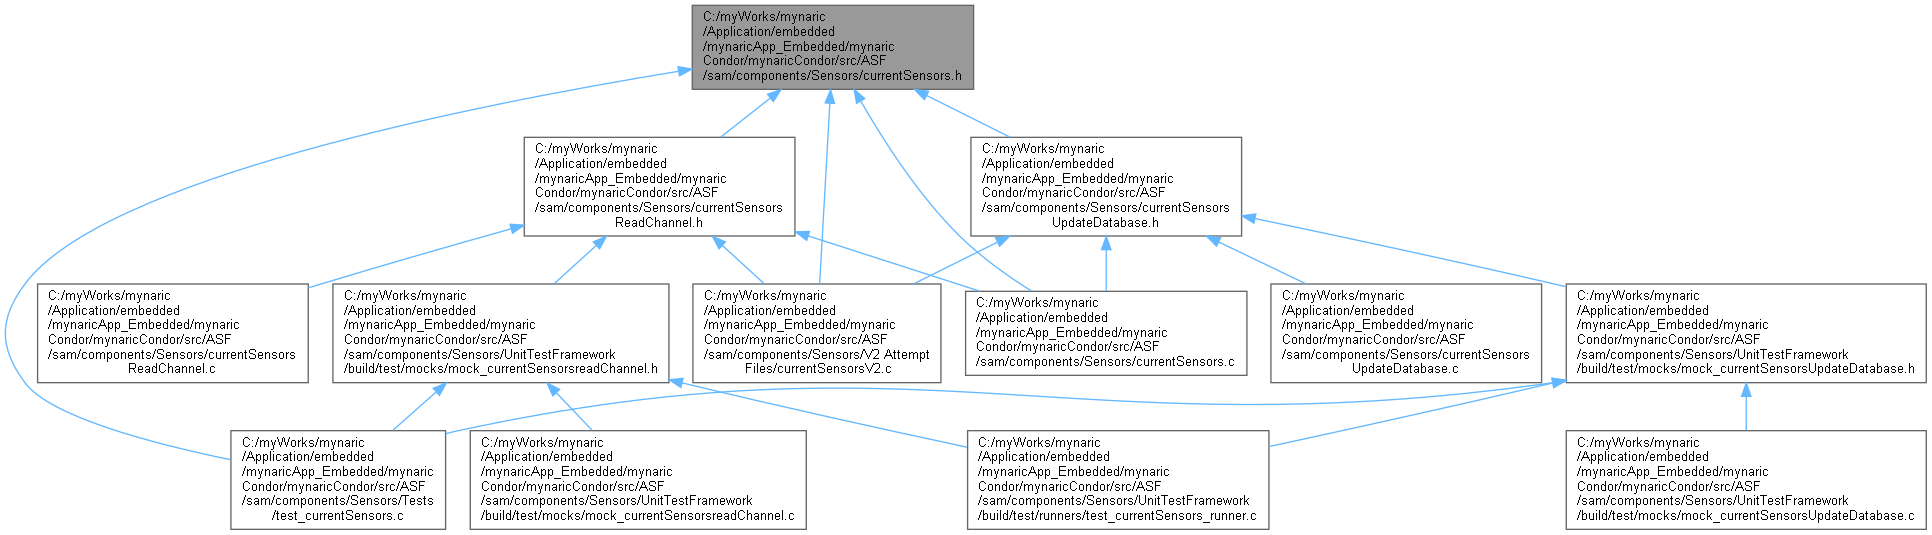 C:/myWorks/mynaric
/Application/embedded
/mynaricApp_Embedded/mynaric
Condor/mynaricCondor/src/ASF
/sam/components/Sensors/currentSensors.h
C:/myWorks/mynaric
/Application/embedded
/mynaricApp_Embedded/mynaric
Condor/mynaricCondor/src/ASF
/sam/components/Sensors/currentSensors
ReadChannel.h
C:/myWorks/mynaric
/Application/embedded
/mynaricApp_Embedded/mynaric
Condor/mynaricCondor/src/ASF
/sam/components/Sensors/currentSensors
UpdateDatabase.h
C:/myWorks/mynaric
/Application/embedded
/mynaricApp_Embedded/mynaric
Condor/mynaricCondor/src/ASF
/sam/components/Sensors/currentSensors
ReadChannel.c
C:/myWorks/mynaric
/Application/embedded
/mynaricApp_Embedded/mynaric
Condor/mynaricCondor/src/ASF
/sam/components/Sensors/UnitTestFramework
/build/test/mocks/mock_currentSensorsreadChannel.h
C:/myWorks/mynaric
/Application/embedded
/mynaricApp_Embedded/mynaric
Condor/mynaricCondor/src/ASF
/sam/components/Sensors/V2 Attempt
Files/currentSensorsV2.c
C:/myWorks/mynaric
/Application/embedded
/mynaricApp_Embedded/mynaric
Condor/mynaricCondor/src/ASF
/sam/components/Sensors/currentSensors.c
C:/myWorks/mynaric
/Application/embedded
/mynaricApp_Embedded/mynaric
Condor/mynaricCondor/src/ASF
/sam/components/Sensors/currentSensors
UpdateDatabase.c
C:/myWorks/mynaric
/Application/embedded
/mynaricApp_Embedded/mynaric
Condor/mynaricCondor/src/ASF
/sam/components/Sensors/UnitTestFramework
/build/test/mocks/mock_currentSensorsUpdateDatabase.h
C:/myWorks/mynaric
/Application/embedded
/mynaricApp_Embedded/mynaric
Condor/mynaricCondor/src/ASF
/sam/components/Sensors/Tests
/test_currentSensors.c
C:/myWorks/mynaric
/Application/embedded
/mynaricApp_Embedded/mynaric
Condor/mynaricCondor/src/ASF
/sam/components/Sensors/UnitTestFramework
/build/test/mocks/mock_currentSensorsreadChannel.c
C:/myWorks/mynaric
/Application/embedded
/mynaricApp_Embedded/mynaric
Condor/mynaricCondor/src/ASF
/sam/components/Sensors/UnitTestFramework
/build/test/runners/test_currentSensors_runner.c
C:/myWorks/mynaric
/Application/embedded
/mynaricApp_Embedded/mynaric
Condor/mynaricCondor/src/ASF
/sam/components/Sensors/UnitTestFramework
/build/test/mocks/mock_currentSensorsUpdateDatabase.c